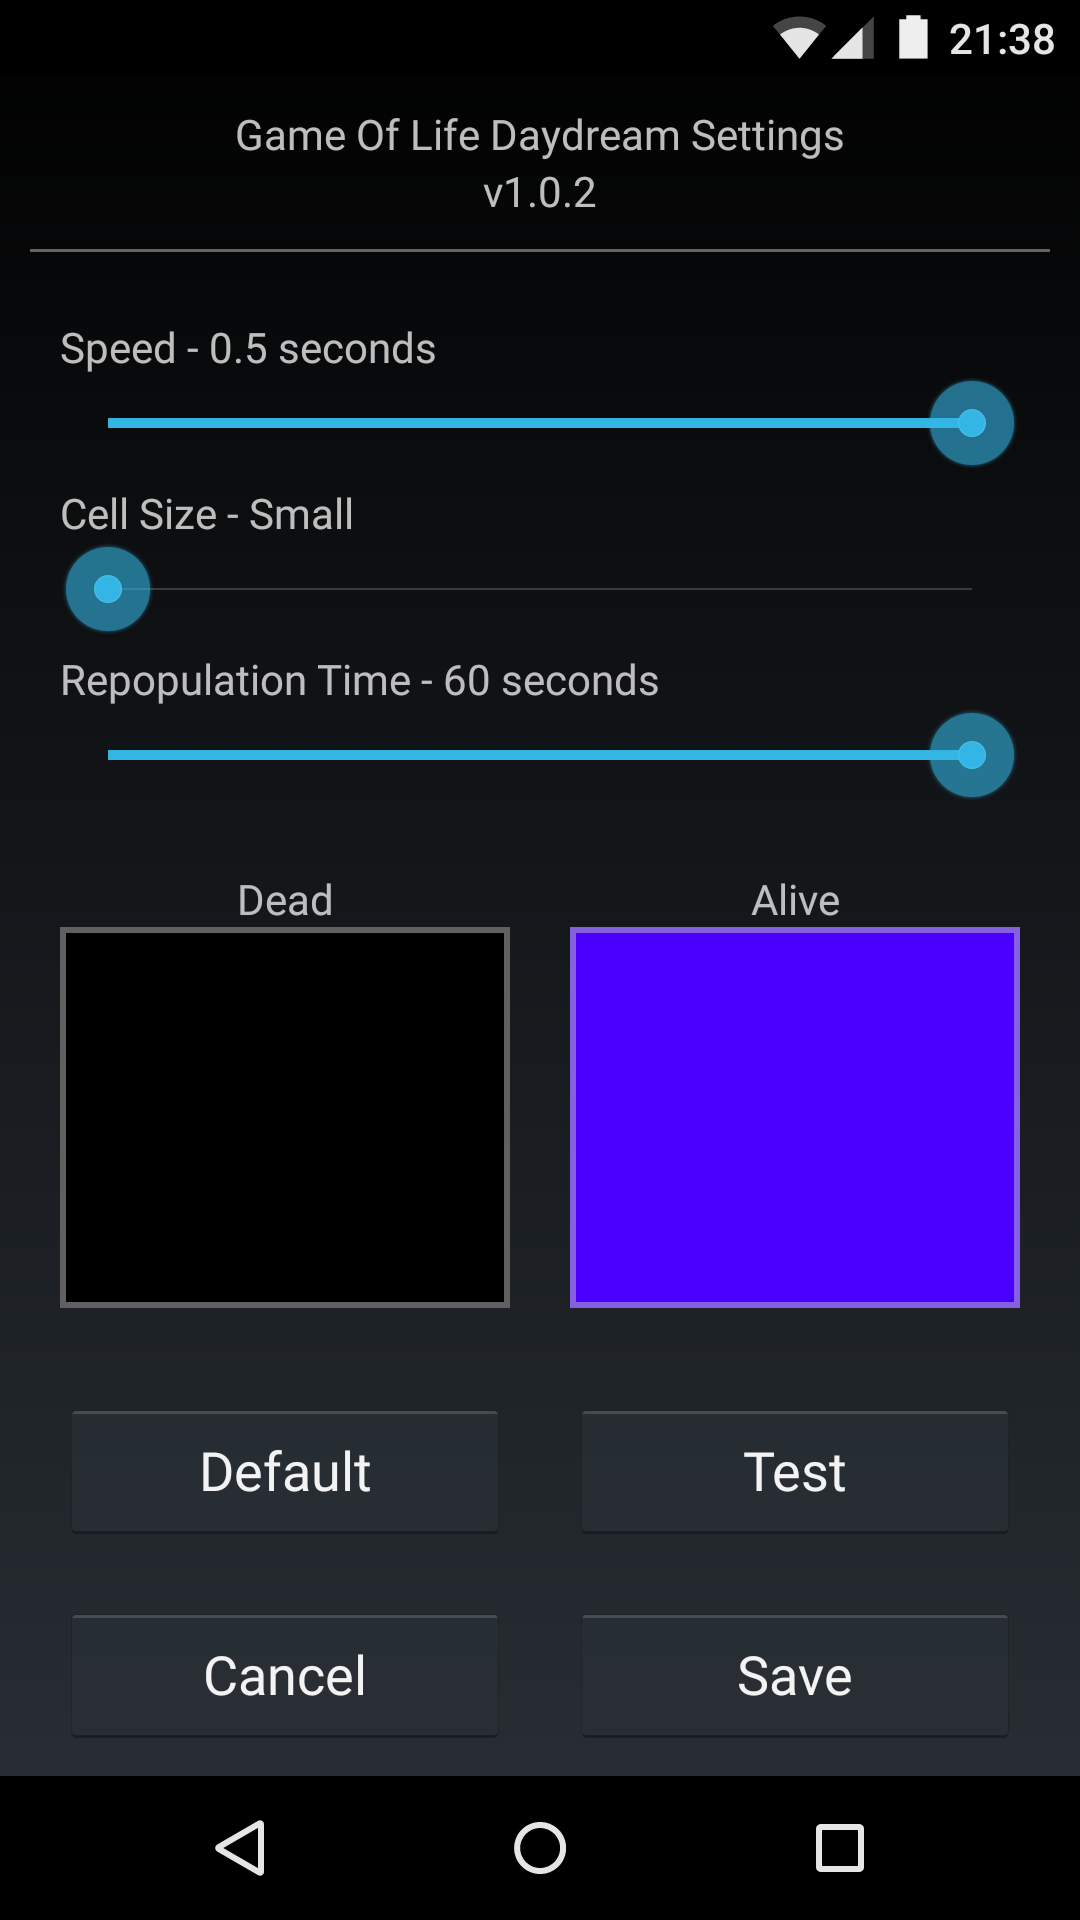 21:38
Game Of Life Daydream Settings
v1.0.2
Speed - 0.5 seconds
Cell Size - Small
Repopulation Time - 60 seconds
Dead Alive
Default Test
Cancel Save